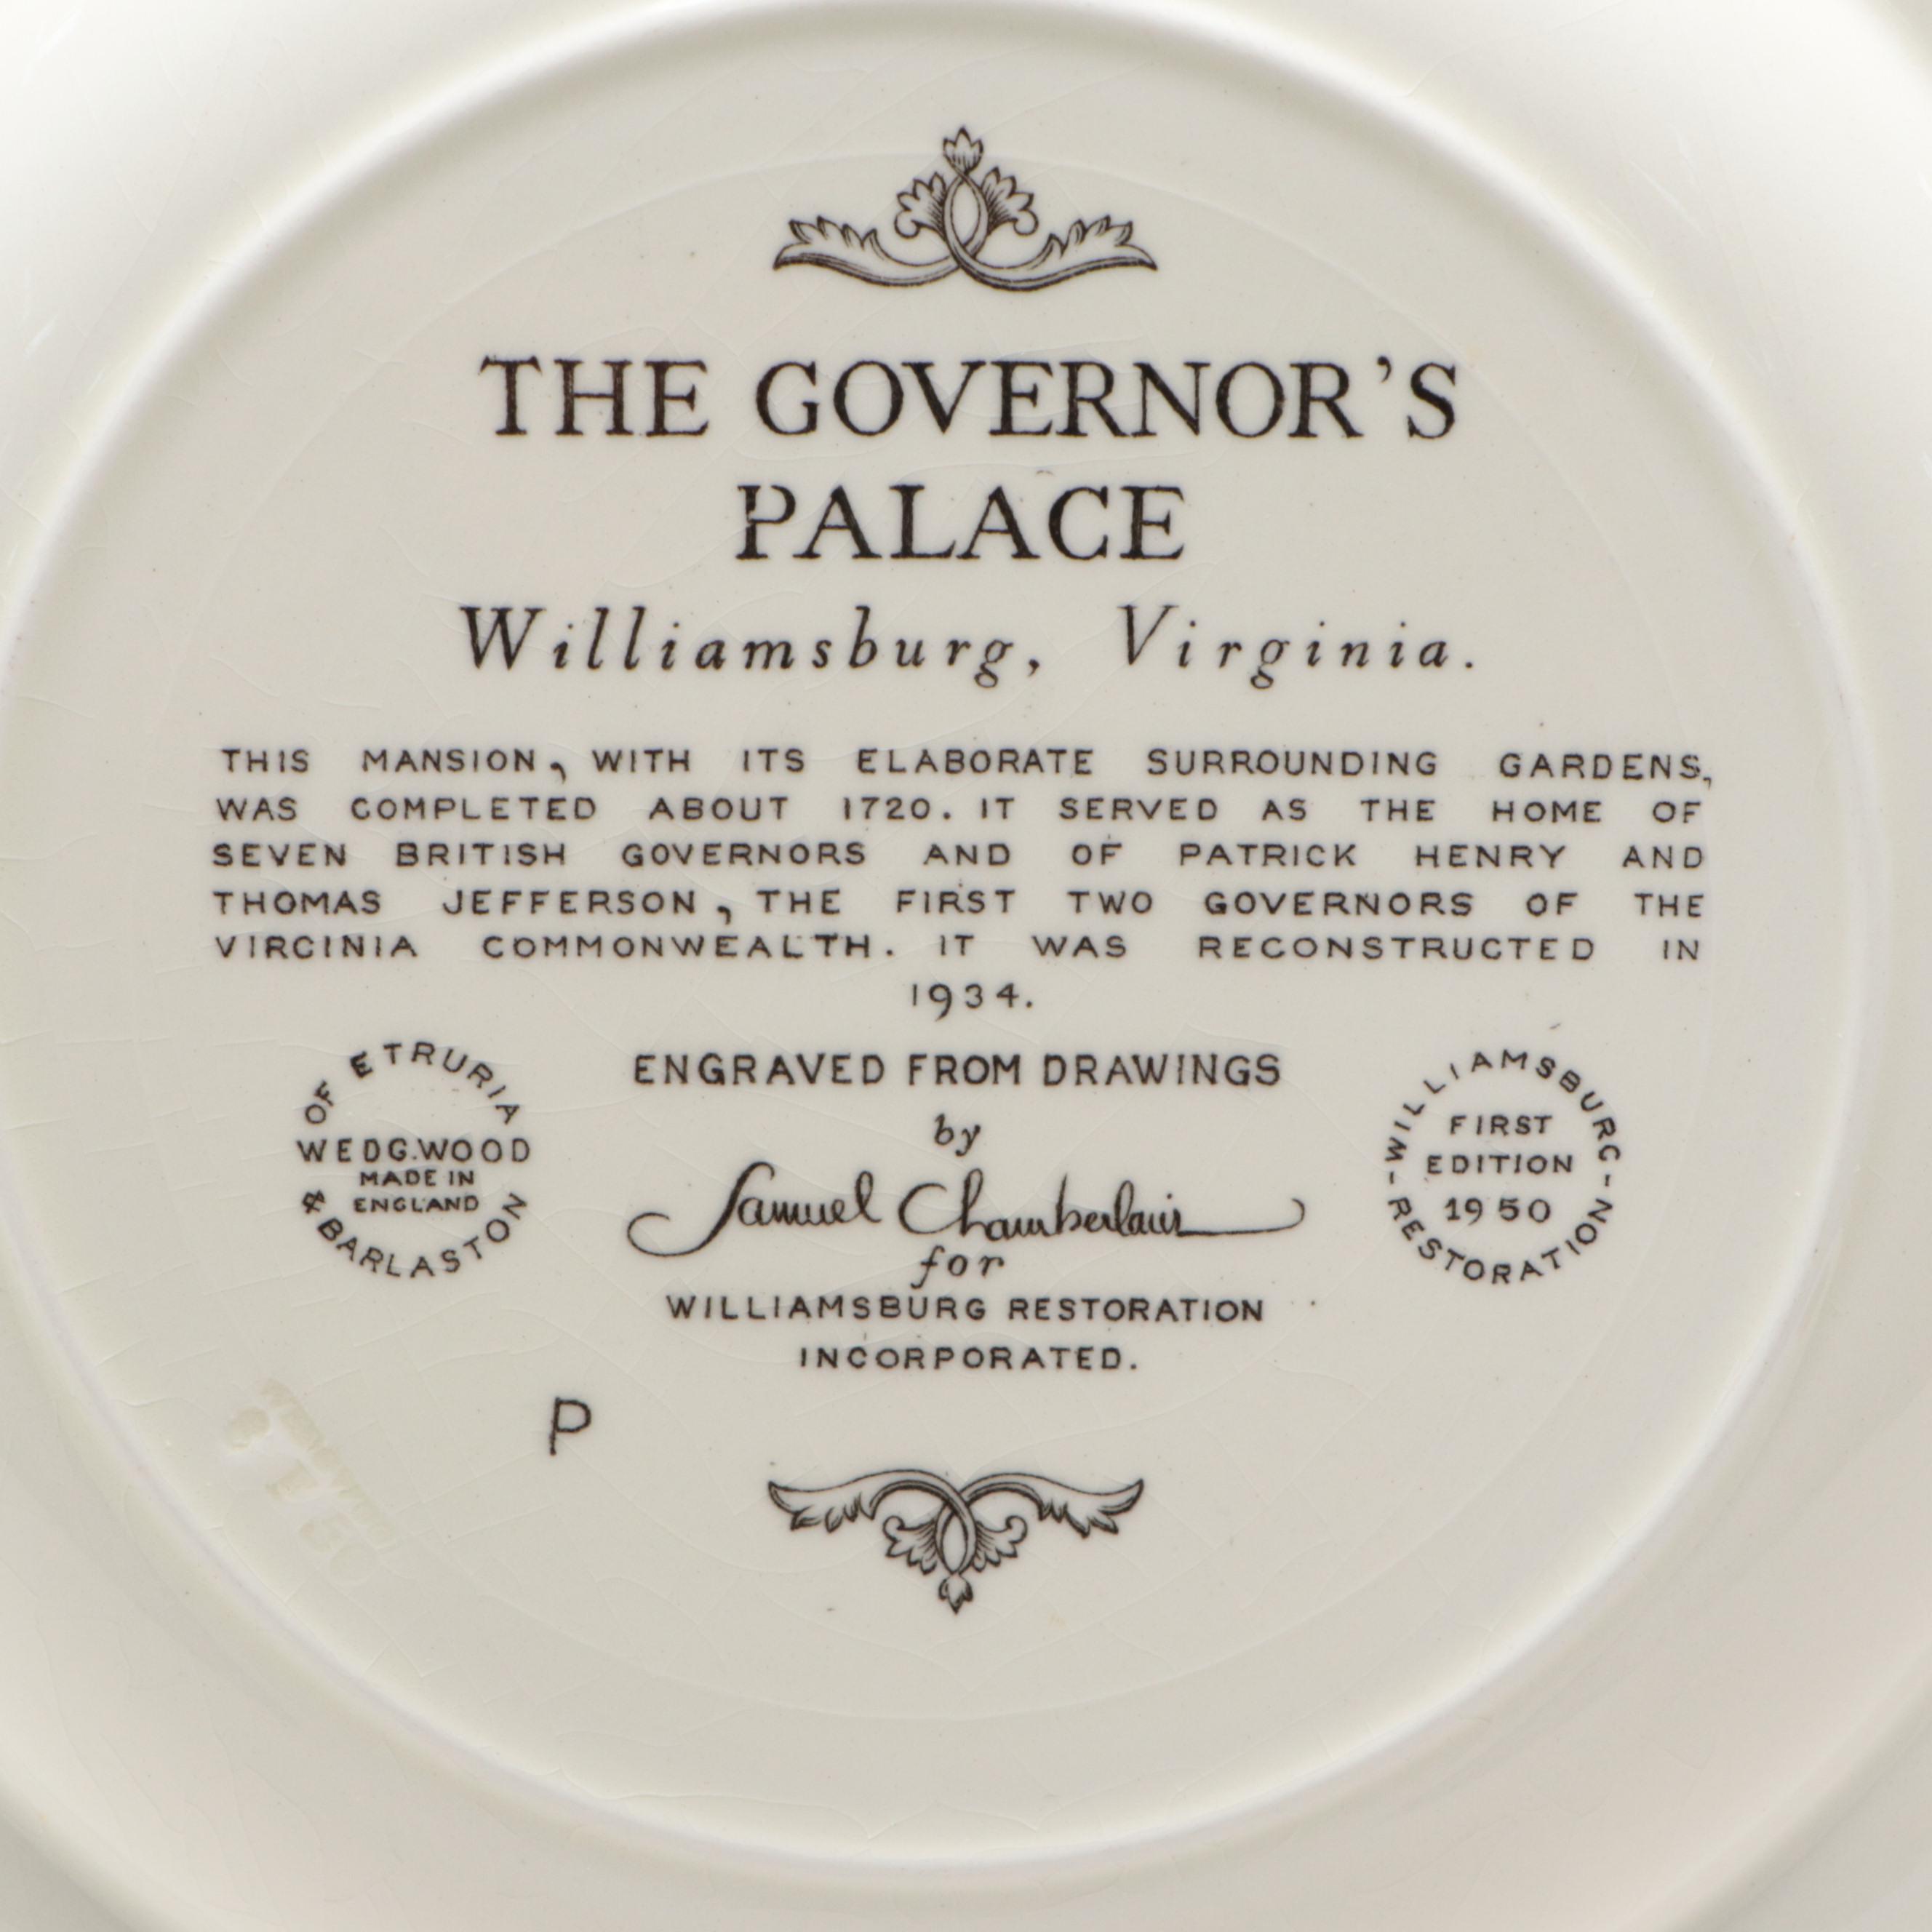 THE GOVERNOR'S
PALACE
Williamsburg, Virginia.
THIS MANSION, WITH ITS ELABORATE SURROUNDING GARDENS,
WAS COMPLETED ABOUT 1720. IT SERVED AS THE HOME OF
SEVEN BRITISH GOVERNORS AND OF PATRICK HENRY AND
THOMAS JEFFERSON, THE FIRST TWO GOVERNORS OF THE
VIRGINIA COMMONWEALTH. IT WAS RECONSTRUCTED IN
1934.
OF ETRURIA
WEDGWOOD
MADE IN
ENGLAND
& BARLASTON
ENGRAVED FROM DRAWINGS
by
Samuel Chamberlain
for
WILLIAMSBURG RESTORATION
INCORPORATED.
-WILLIAMSBURG-
FIRST
EDITION
1950
RESTORATION
P